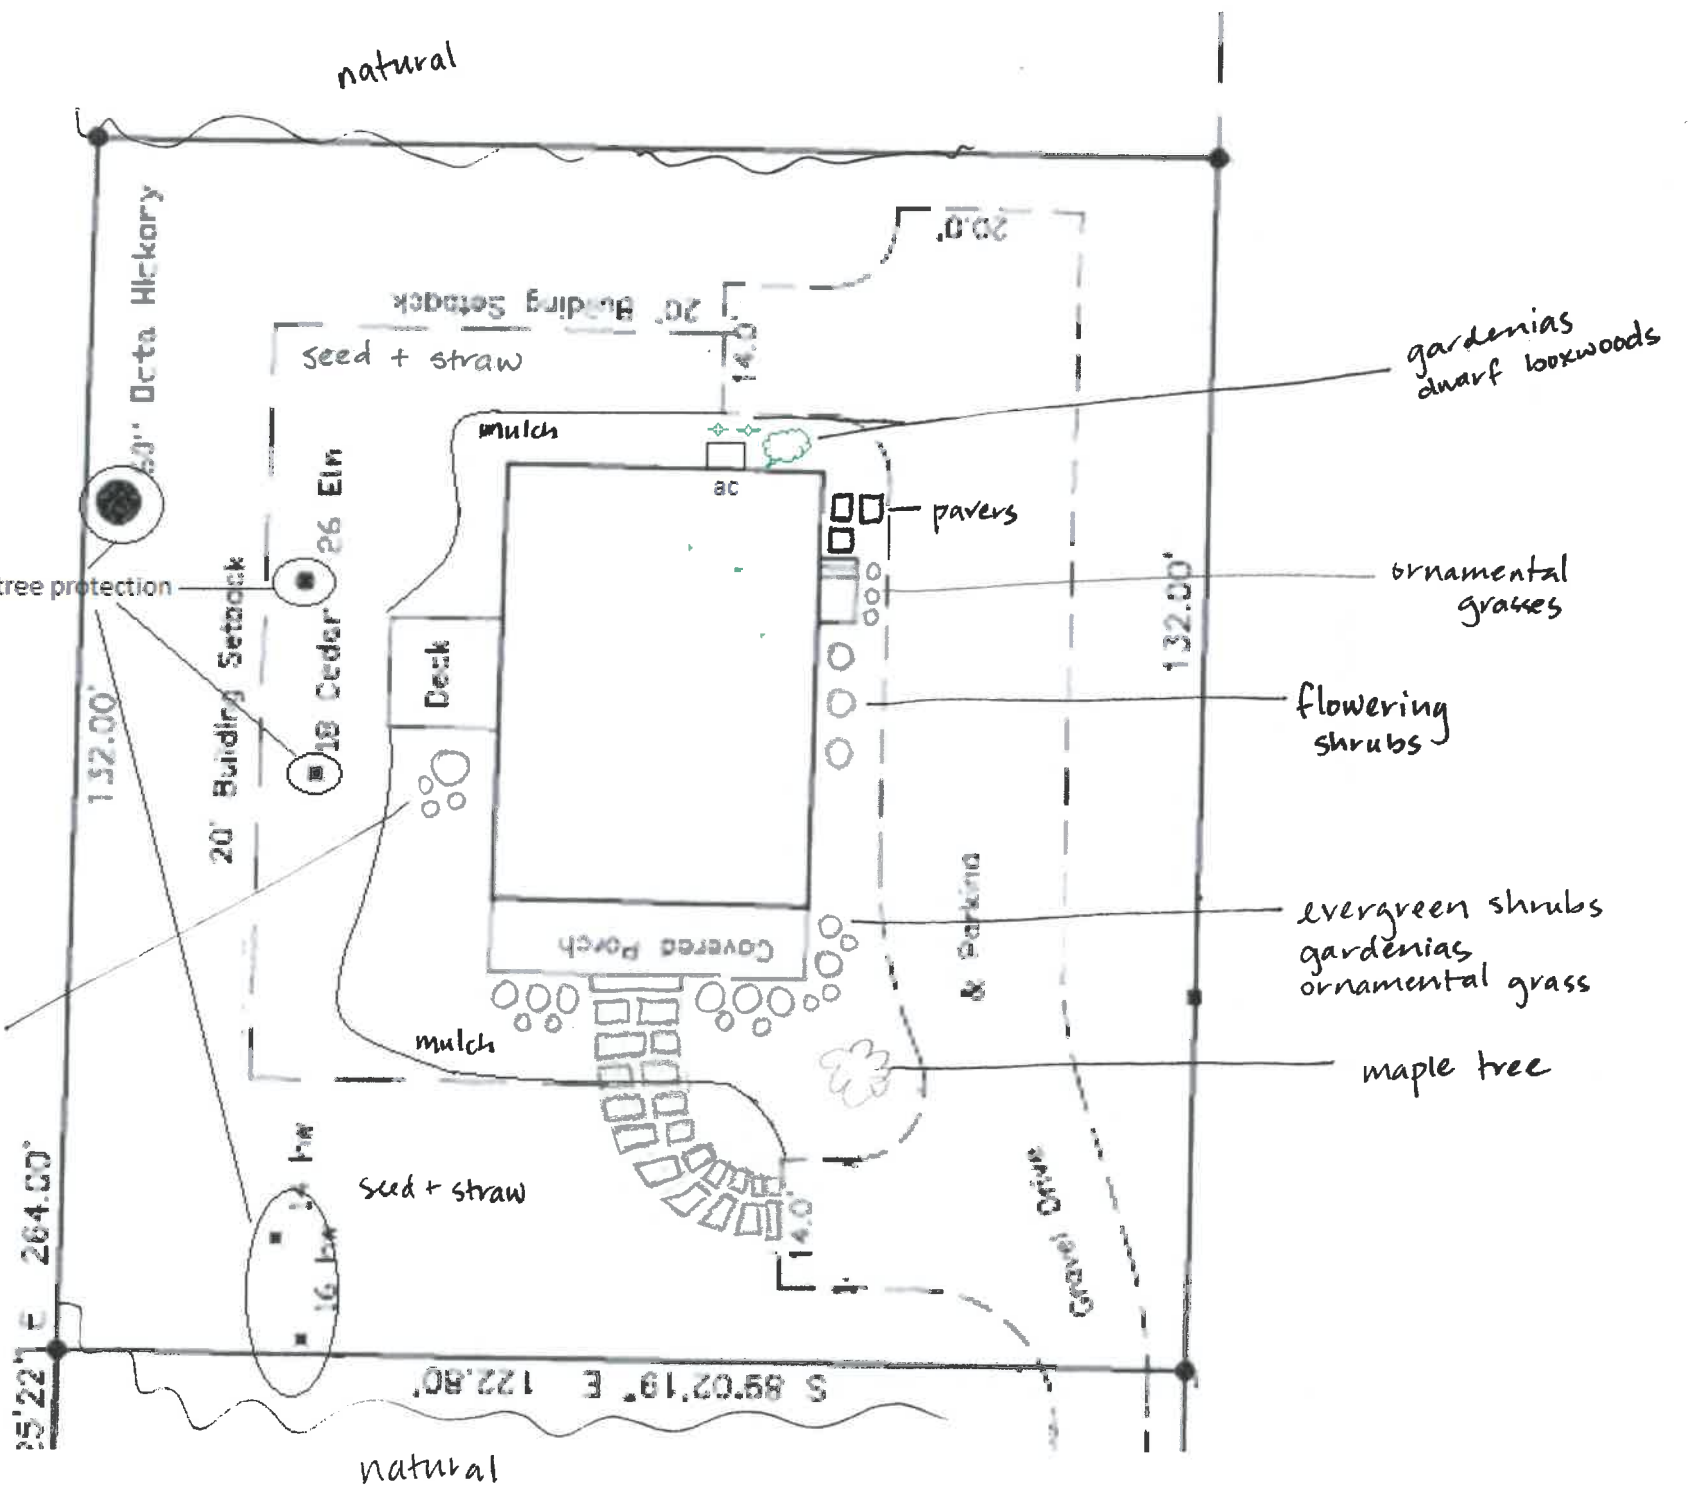 natural
20.0'
20' Building Setback
seed + straw
14.0'
gardenias
dwarf boxwoods
60" Octa Hickory
mulch
ac
pavers
26 Elm
tree protection
ornamental
grasses
132.00'
20' Building Setback
18 Cedar
Deck
132.00'
flowering
shrubs
& Parking
evergreen shrubs
gardenias
ornamental grass
Covered Porch
mulch
maple tree
14 hw
seed + straw
16 hw
14.0'
Gravel Drive
264.00'
S 89°02'19" E 122.80'
natural